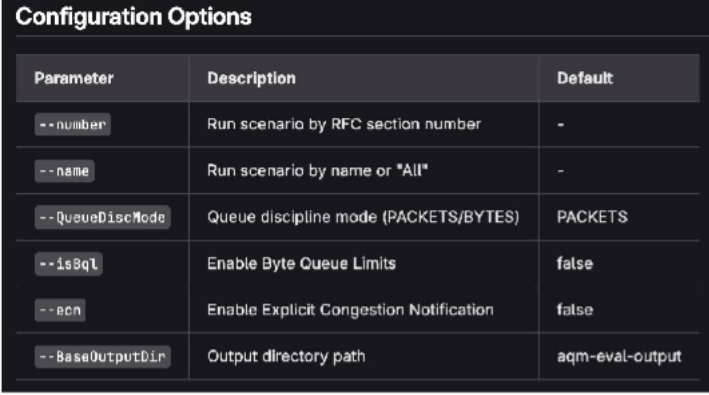 Configuration Options
Parameter Description Default
--number Run scenario by RFC section number -
--name Run scenario by name or "All" -
--QueueDiscMode Queue discipline mode (PACKETS/BYTES) PACKETS
--isBql Enable Byte Queue Limits false
--ecn Enable Explicit Congestion Notification false
--BaseOutputDir Output directory path aqm-eval-output